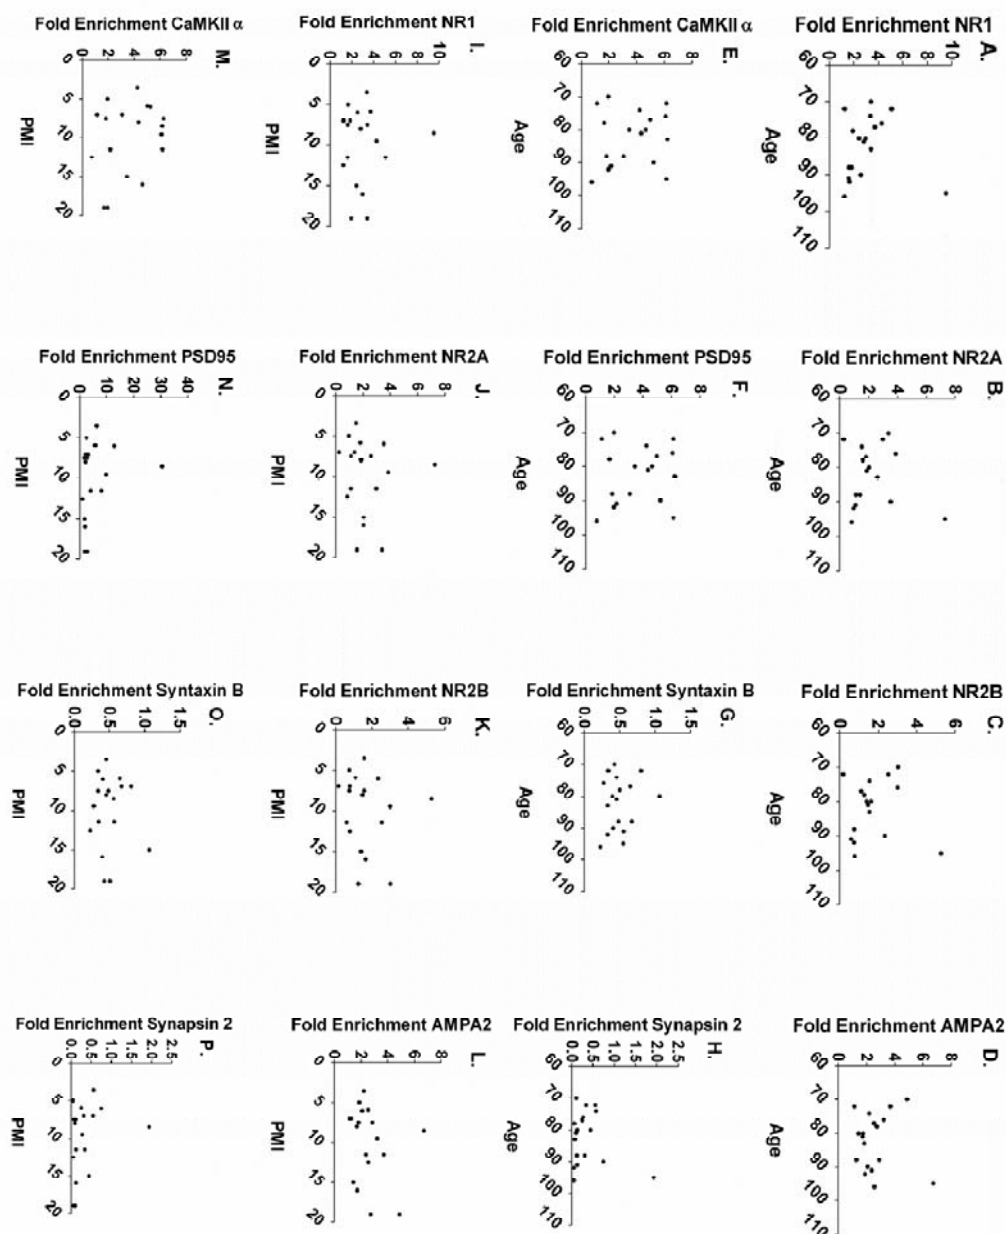 A.
Fold Enrichment NR1
0 2 4 6 8 10
60 70 80 90 100 110
Age
B.
Fold Enrichment NR2A
0 2 4 6 8
60 70 80 90 100 110
Age
C.
Fold Enrichment NR2B
0 2 4 6
60 70 80 90 100 110
Age
D.
Fold Enrichment AMPA2
0 2 4 6 8
60 70 80 90 100 110
Age
E.
Fold Enrichment CaMKII α
0 2 4 6 8
60 70 80 90 100 110
Age
F.
Fold Enrichment PSD95
0 2 4 6 8
60 70 80 90 100 110
Age
G.
Fold Enrichment Syntaxin B
0.0 0.5 1.0 1.5
60 70 80 90 100 110
Age
H.
Fold Enrichment Synapsin 2
0.0 0.5 1.0 1.5 2.0 2.5
60 70 80 90 100 110
Age
I.
Fold Enrichment NR1
0 2 4 6 8 10
0 5 10 15 20
PMI
J.
Fold Enrichment NR2A
0 2 4 6 8
0 5 10 15 20
PMI
K.
Fold Enrichment NR2B
0 2 4 6
0 5 10 15 20
PMI
L.
Fold Enrichment AMPA2
0 2 4 6 8
0 5 10 15 20
PMI
M.
Fold Enrichment CaMKII α
0 2 4 6 8
0 5 10 15 20
PMI
N.
Fold Enrichment PSD95
0 10 20 30 40
0 5 10 15 20
PMI
O.
Fold Enrichment Syntaxin B
0.0 0.5 1.0 1.5
0 5 10 15 20
PMI
P.
Fold Enrichment Synapsin 2
0.0 0.5 1.0 1.5 2.0 2.5
0 5 10 15 20
PMI